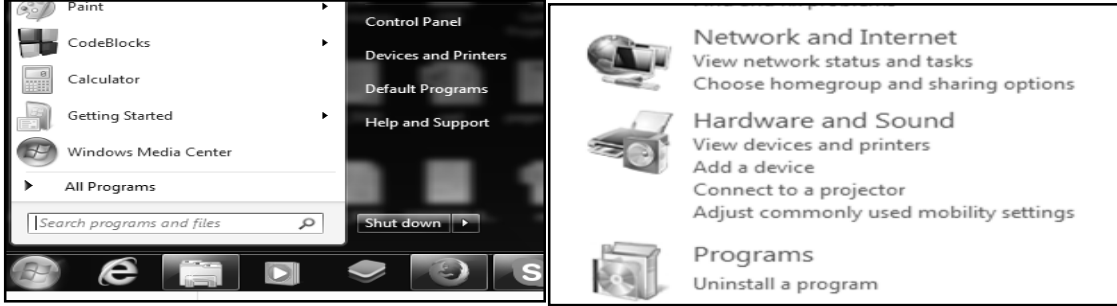 Paint
CodeBlocks
Calculator
Getting Started
Windows Media Center
All Programs
Search programs and files
Control Panel
Devices and Printers
Default Programs
Help and Support
Shut down
S
Network and Internet
View network status and tasks
Choose homegroup and sharing options
Hardware and Sound
View devices and printers
Add a device
Connect to a projector
Adjust commonly used mobility settings
Programs
Uninstall a program